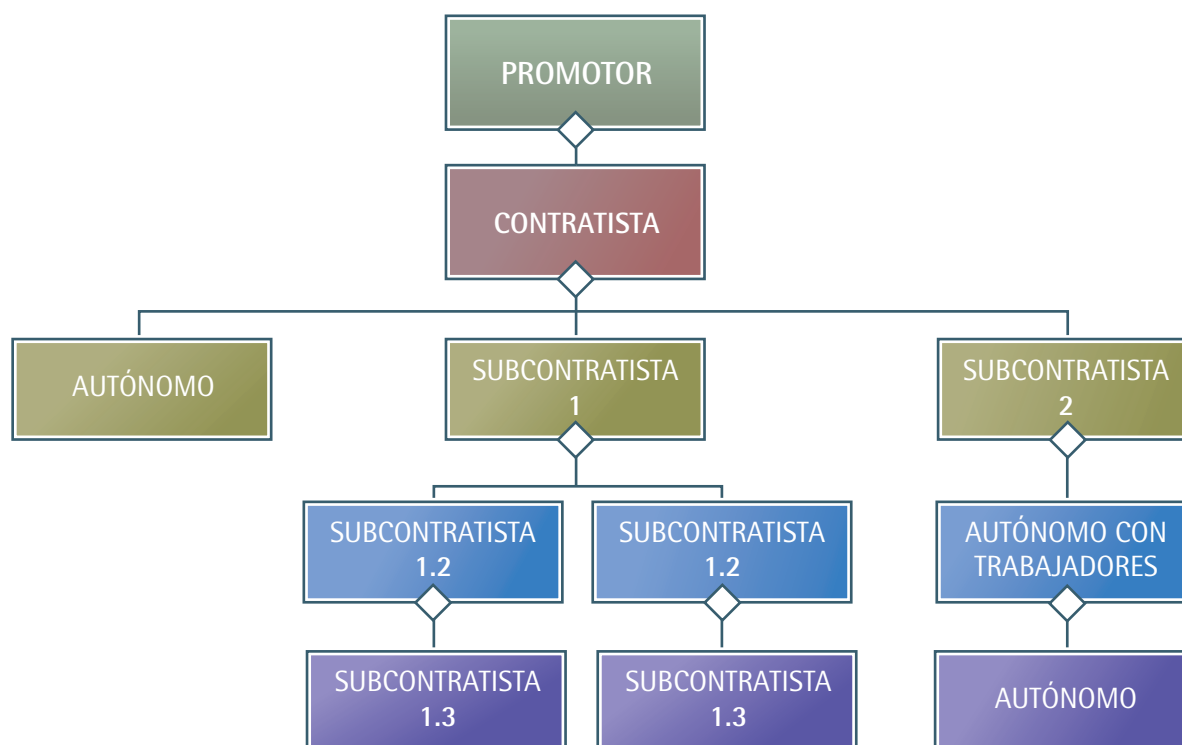 PROMOTOR
CONTRATISTA
AUTÓNOMO
SUBCONTRATISTA
1
SUBCONTRATISTA
2
SUBCONTRATISTA
1.2
SUBCONTRATISTA
1.2
AUTÓNOMO CON
TRABAJADORES
SUBCONTRATISTA
1.3
SUBCONTRATISTA
1.3
AUTÓNOMO